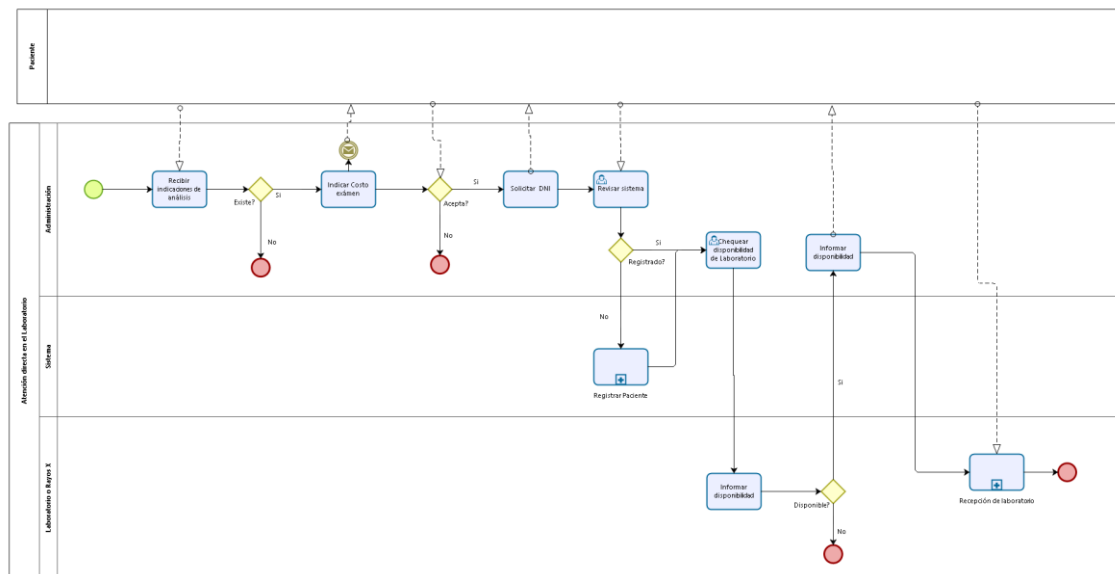 Paciente
Atención directa en el Laboratorio
Administración
Recibir
indicadones de
análisis
Existe?
Si
No
Indicar Costo
exámen
Acepta?
Si
No
Solicitar DNI
Revisar sistema
Registrado?
Si
No
Chequear
disponibilidad
de Laboratorio
Informar
disponibilidad
Sistema
Registrar Paciente
Laboratorio o Rayos X
Informar
disponibilidad
Disponible?
Si
No
Recepción de laboratorio